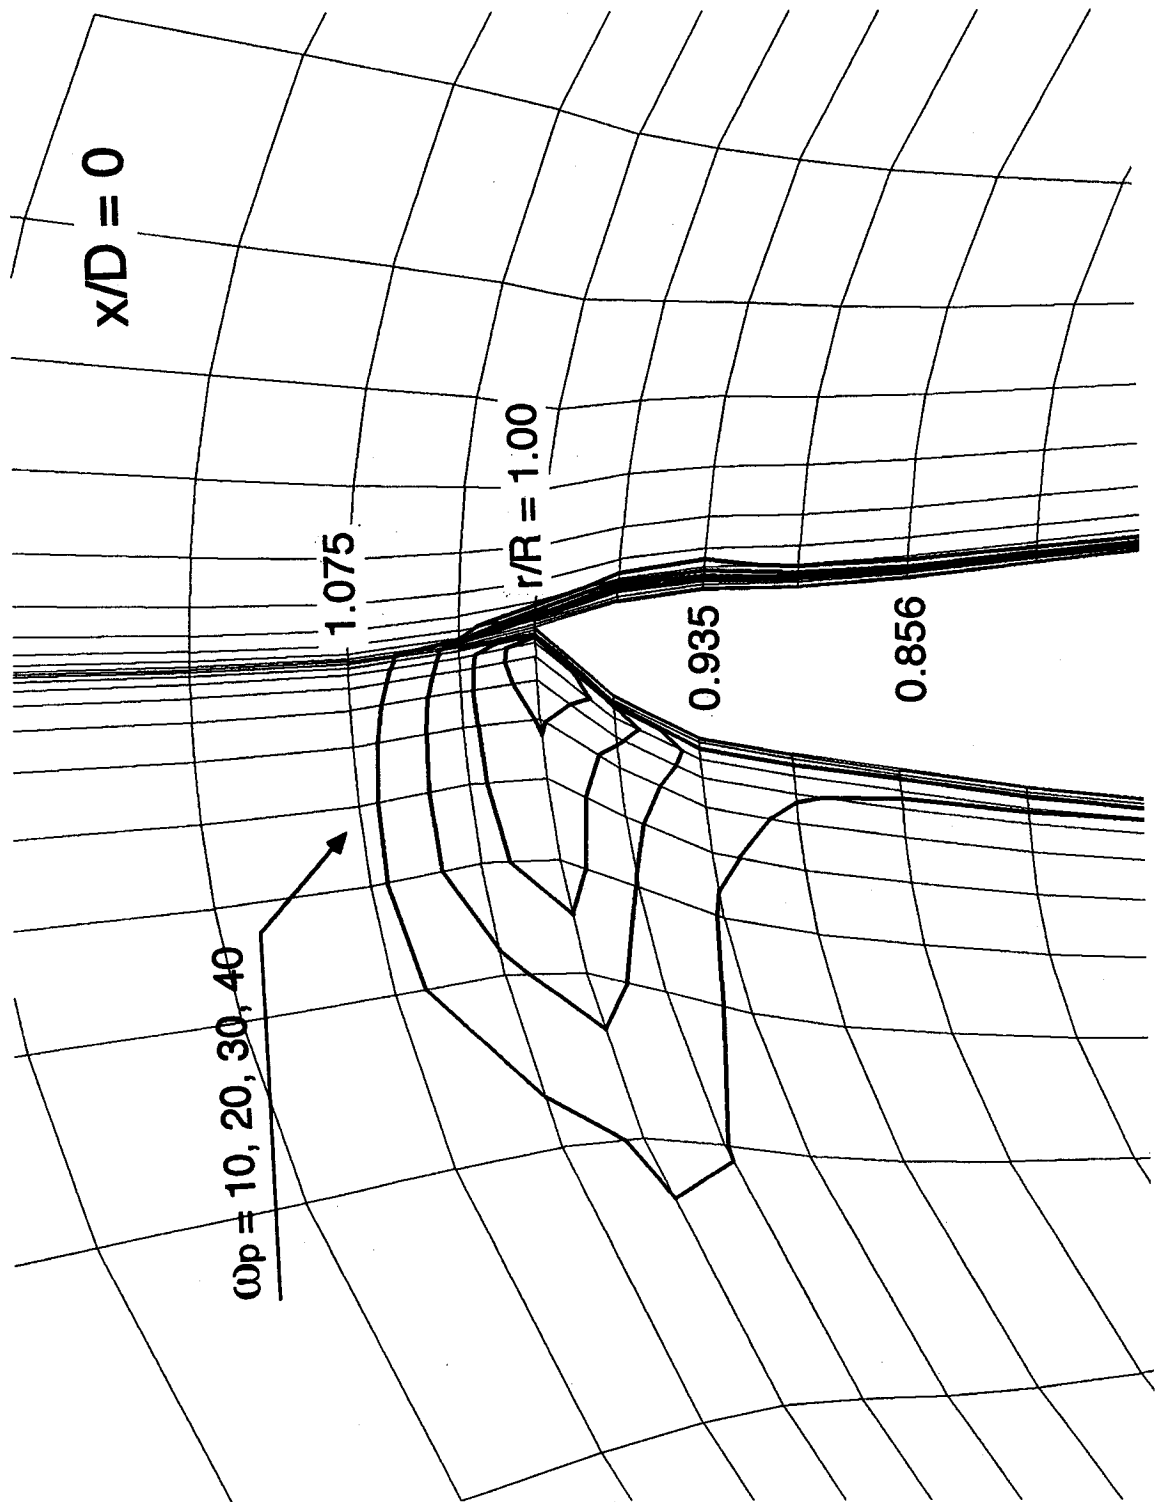 x/D = 0
1.075
r/R = 1.00
0.935
0.856
ωp = 10, 20, 30, 40